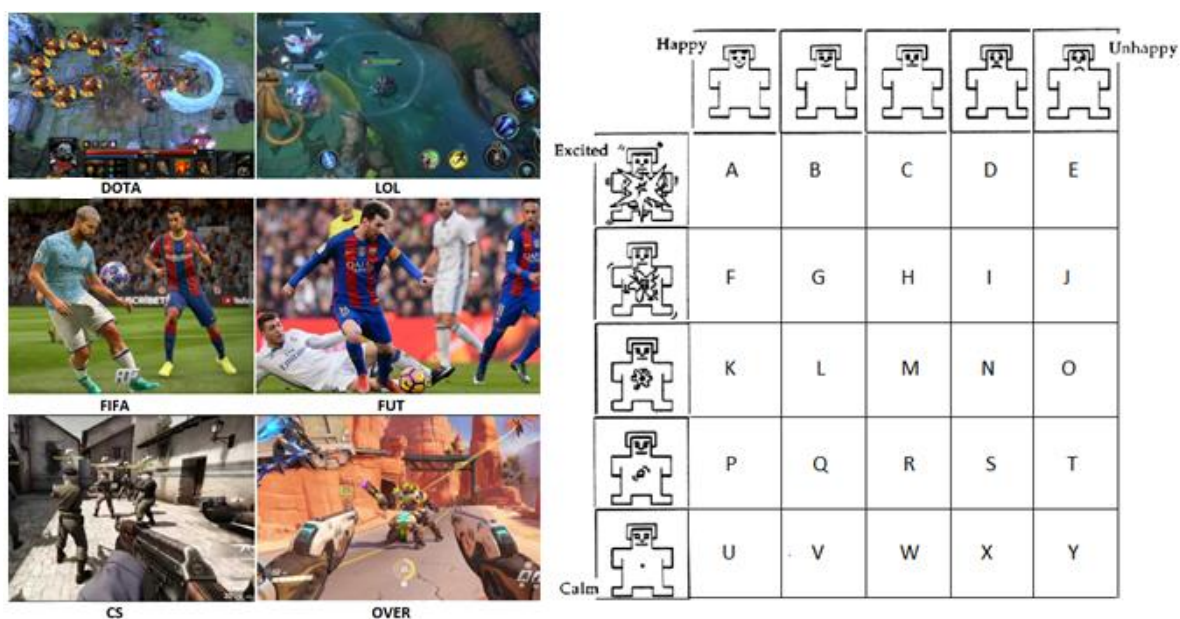 DOTA
LOL
FIFA
FUT
CS
OVER
Happy
Unhappy
Excited
A B C D E
F G H I J
K L M N O
P Q R S T
U V W X Y
Calm